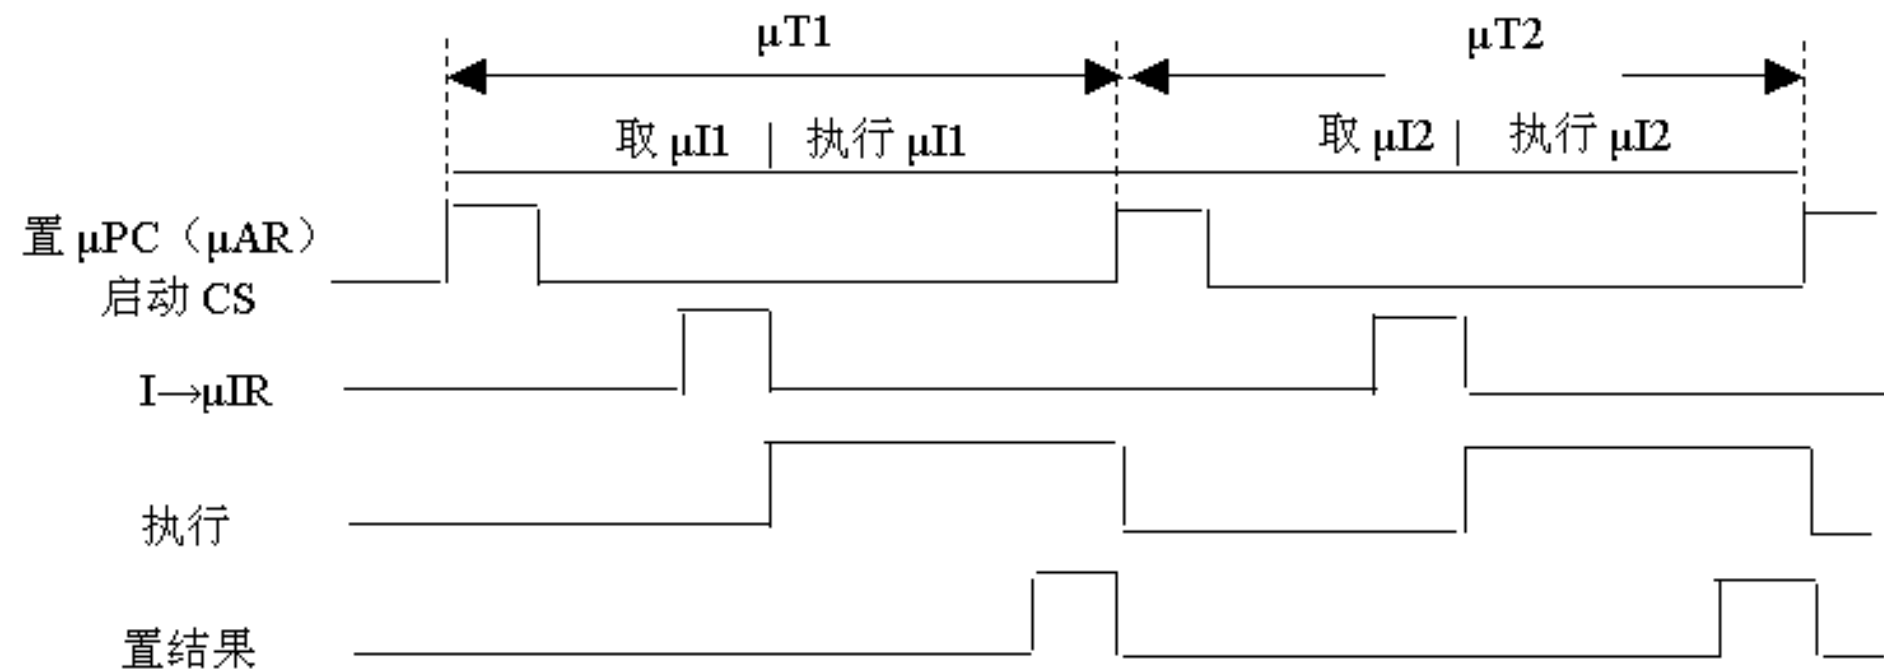 μT1 μT2
取 μI1 | 执行 μI1 取 μI2 | 执行 μI2
置 μPC（μAR）
启动 CS
I→μIR
执行
置结果